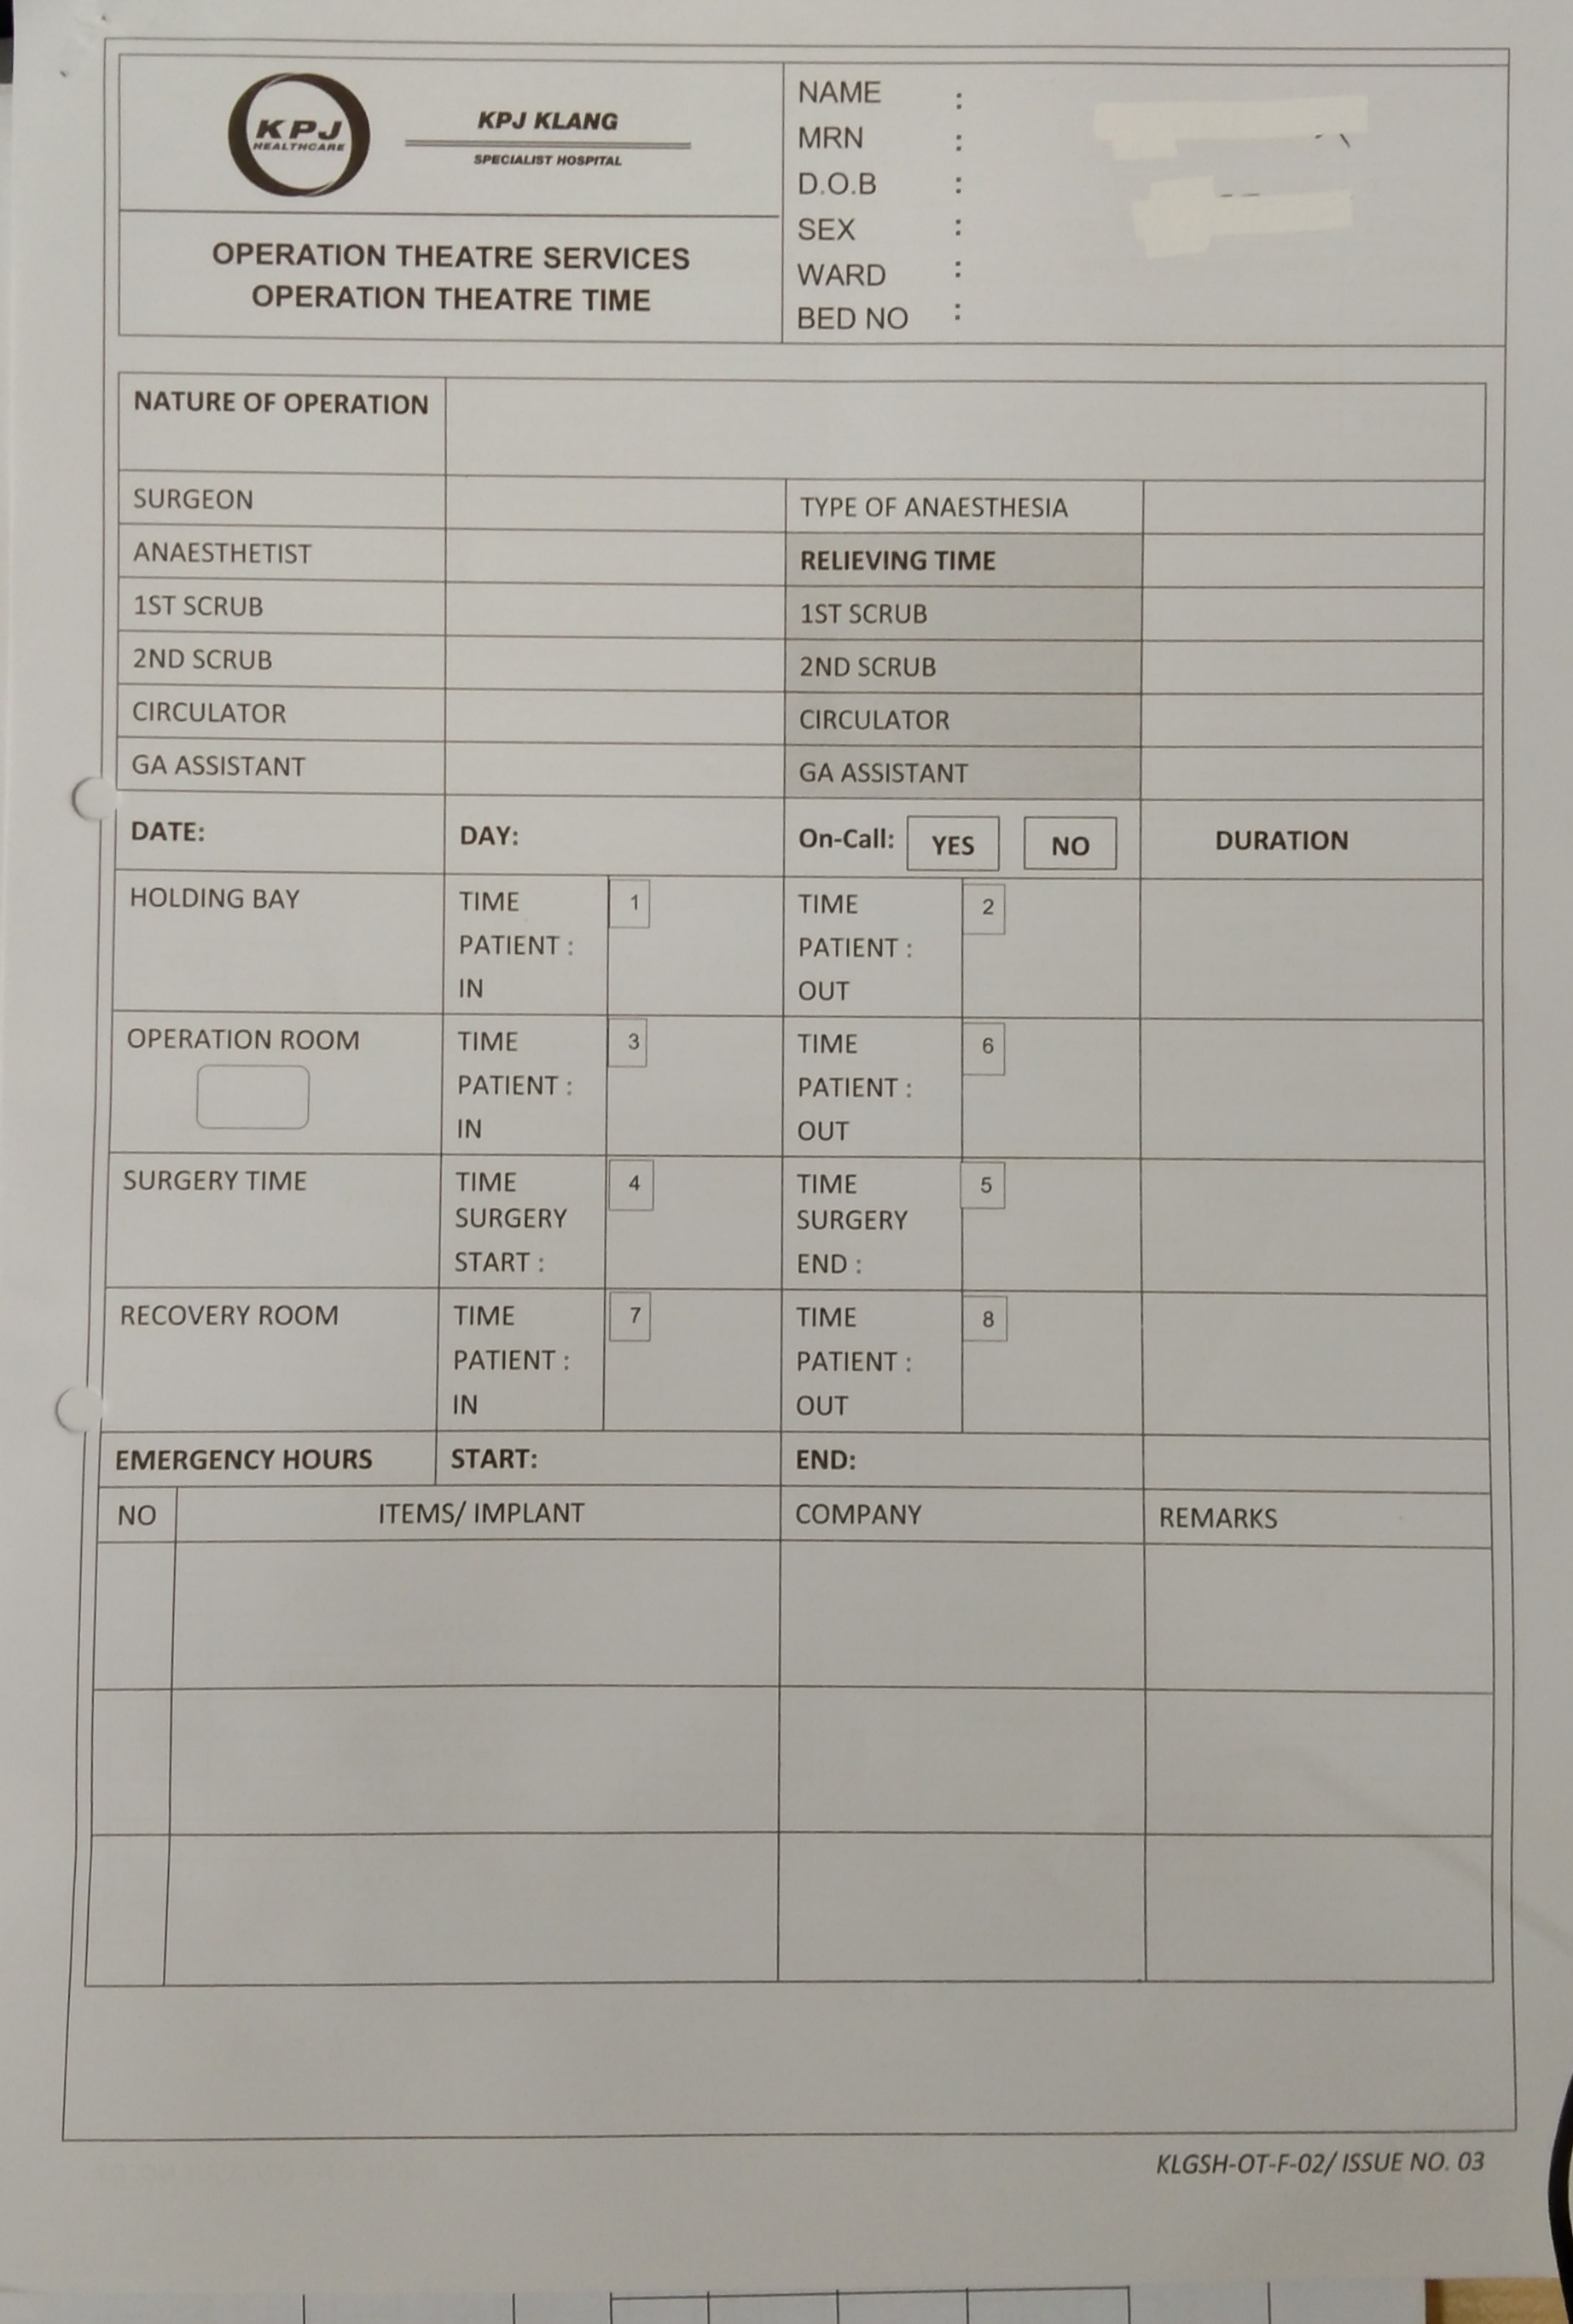 KPJ
HEALTHCARE
KPJ KLANG
SPECIALIST HOSPITAL
OPERATION THEATRE SERVICES
OPERATION THEATRE TIME
NAME :
MRN :
D.O.B :
SEX :
WARD :
BED NO :
NATURE OF OPERATION
SURGEON TYPE OF ANAESTHESIA
ANAESTHETIST RELIEVING TIME
1ST SCRUB 1ST SCRUB
2ND SCRUB 2ND SCRUB
CIRCULATOR CIRCULATOR
GA ASSISTANT GA ASSISTANT
DATE: DAY: On-Call: YES NO DURATION
HOLDING BAY TIME 1 TIME 2
PATIENT : PATIENT :
IN OUT
OPERATION ROOM TIME 3 TIME 6
PATIENT : PATIENT :
IN OUT
SURGERY TIME TIME 4 TIME 5
SURGERY SURGERY
START : END :
RECOVERY ROOM TIME 7 TIME 8
PATIENT : PATIENT :
IN OUT
EMERGENCY HOURS START: END:
NO ITEMS/ IMPLANT COMPANY REMARKS
KLGSH-OT-F-02/ ISSUE NO. 03